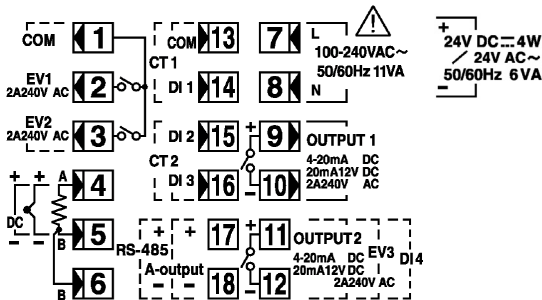 COM 1
EV1
2A240V AC 2
EV2
2A240V AC 3
+ + A 4
DC
- - B 5
B 6
COM 13
CT 1
DI 1 14
DI 2 15
CT 2
DI 3 16
RS-485 + + 17
A-output
- - 18
7 L
100-240VAC~
50/60Hz 11VA
8 N
+ 9 OUTPUT 1
4-20mA DC
20mA12V DC
2A240V AC
- 10
+ 11 OUTPUT 2
4-20mA DC
20mA12V DC
2A240V AC
- 12
EV3
DI 4
+
24V DC⎓4W
/ 24V AC~
50/60Hz 6VA
-